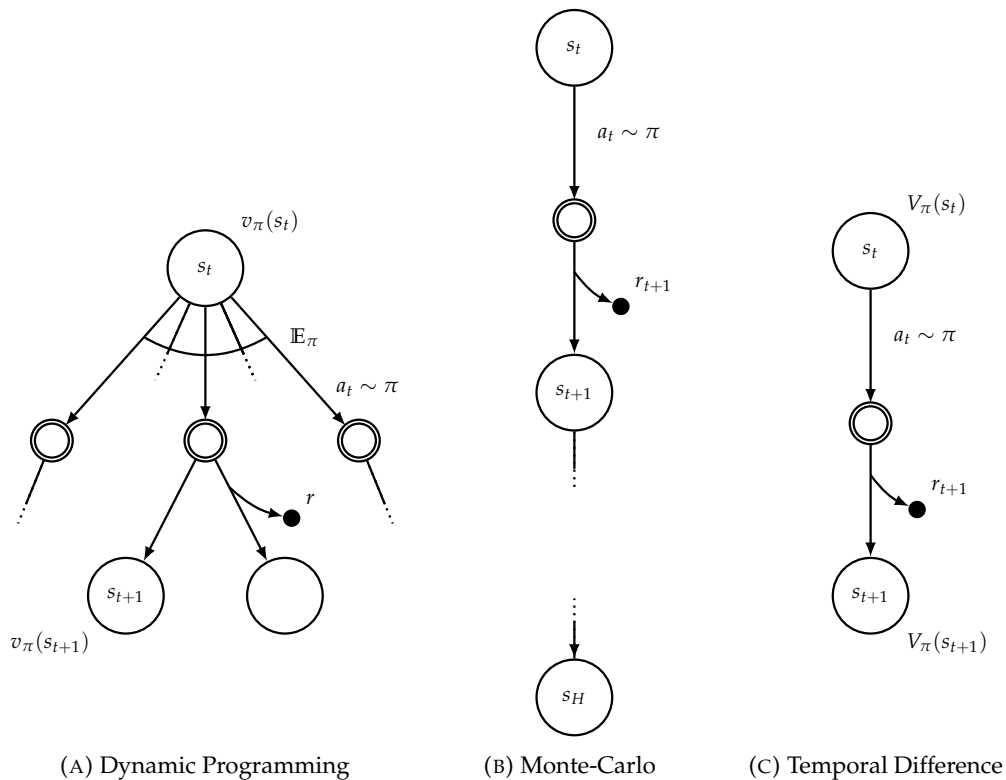 v_π(s_t)
s_t
𝔼_π
a_t ∼ π
r
s_{t+1}
v_π(s_{t+1})
(A) Dynamic Programming
s_t
a_t ∼ π
r_{t+1}
s_{t+1}
s_H
(B) Monte-Carlo
V_π(s_t)
s_t
a_t ∼ π
r_{t+1}
s_{t+1}
V_π(s_{t+1})
(C) Temporal Difference